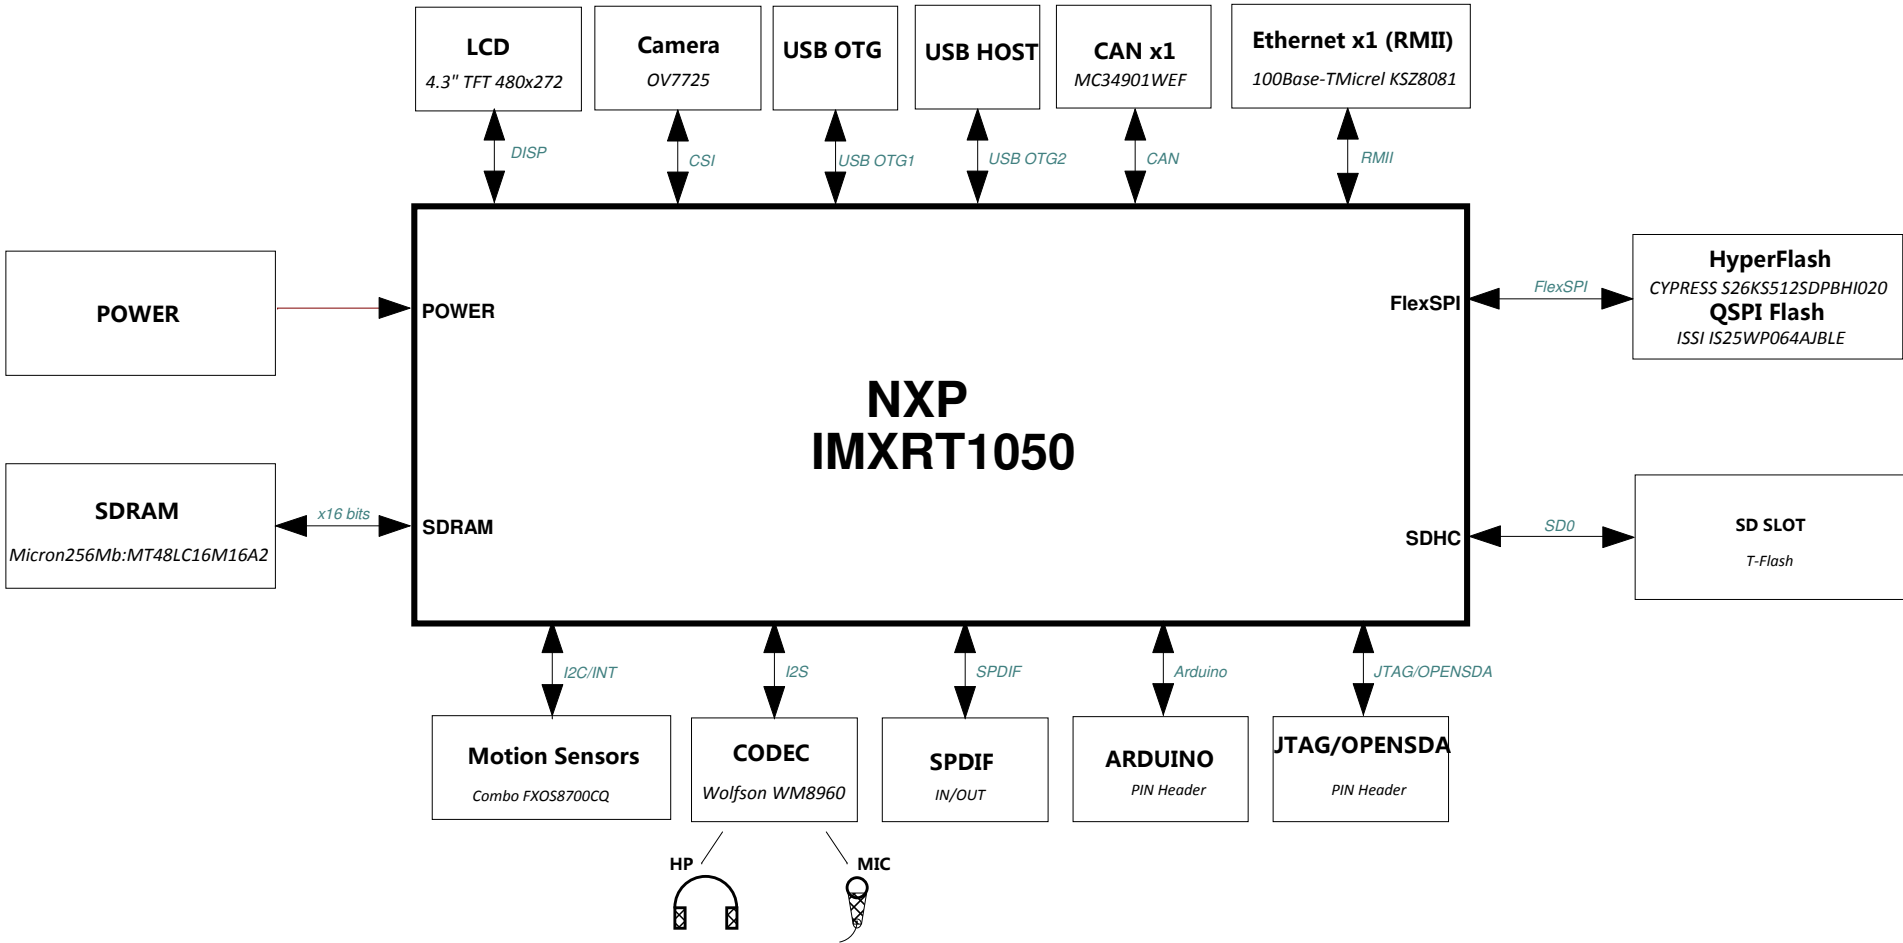 LCD
4.3" TFT 480x272
Camera
OV7725
USB OTG
USB HOST
CAN x1
MC34901WEF
Ethernet x1 (RMII)
100Base-TMicrel KSZ8081
DISP
CSI
USB OTG1
USB OTG2
CAN
RMII
POWER
POWER
FlexSPI
FlexSPI
HyperFlash
CYPRESS S26KS512SDPBHI020
QSPI Flash
ISSI IS25WP064AJBLE
NXP
IMXRT1050
SDRAM
Micron256Mb:MT48LC16M16A2
x16 bits
SDRAM
SDHC
SD0
SD SLOT
T-Flash
I2C/INT
I2S
SPDIF
Arduino
JTAG/OPENSDA
Motion Sensors
Combo FXOS8700CQ
CODEC
Wolfson WM8960
SPDIF
IN/OUT
ARDUINO
PIN Header
JTAG/OPENSDA
PIN Header
HP
MIC